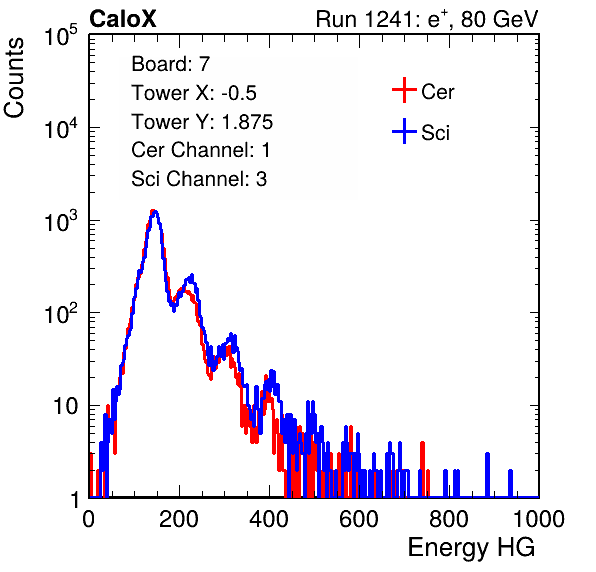 CaloX Run 1241: e⁺, 80 GeV
Counts
10⁵
10⁴
10³
10²
10
1
Board: 7
Tower X: -0.5
Tower Y: 1.875
Cer Channel: 1
Sci Channel: 3
Cer
Sci
0 200 400 600 800 1000
Energy HG